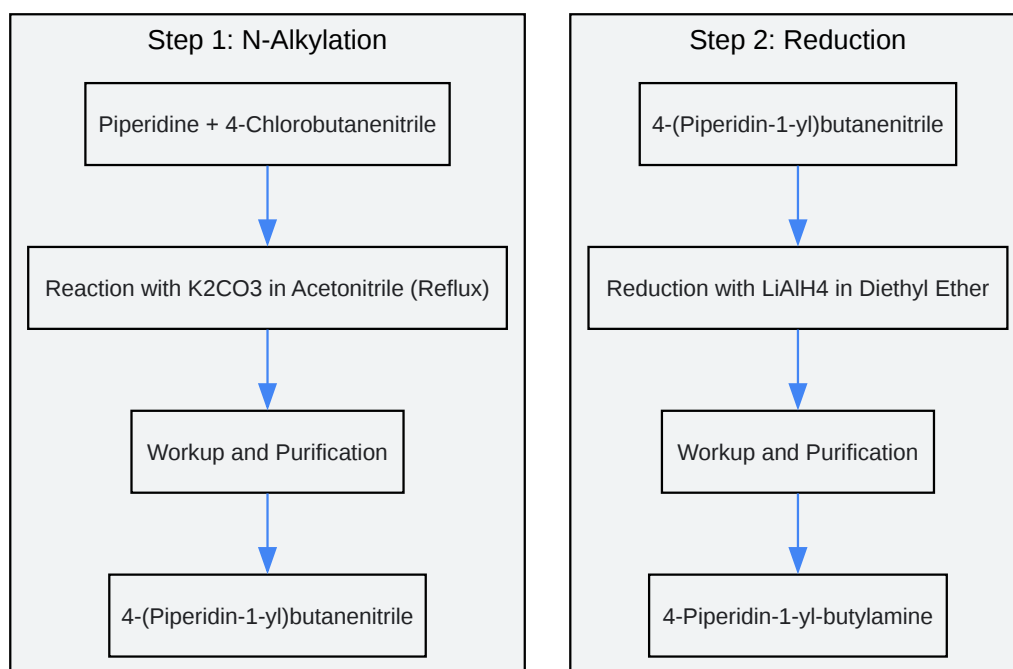 Step 1: N-Alkylation
Piperidine + 4-Chlorobutanenitrile
Reaction with K2CO3 in Acetonitrile (Reflux)
Workup and Purification
4-(Piperidin-1-yl)butanenitrile
Step 2: Reduction
4-(Piperidin-1-yl)butanenitrile
Reduction with LiAlH4 in Diethyl Ether
Workup and Purification
4-Piperidin-1-yl-butylamine